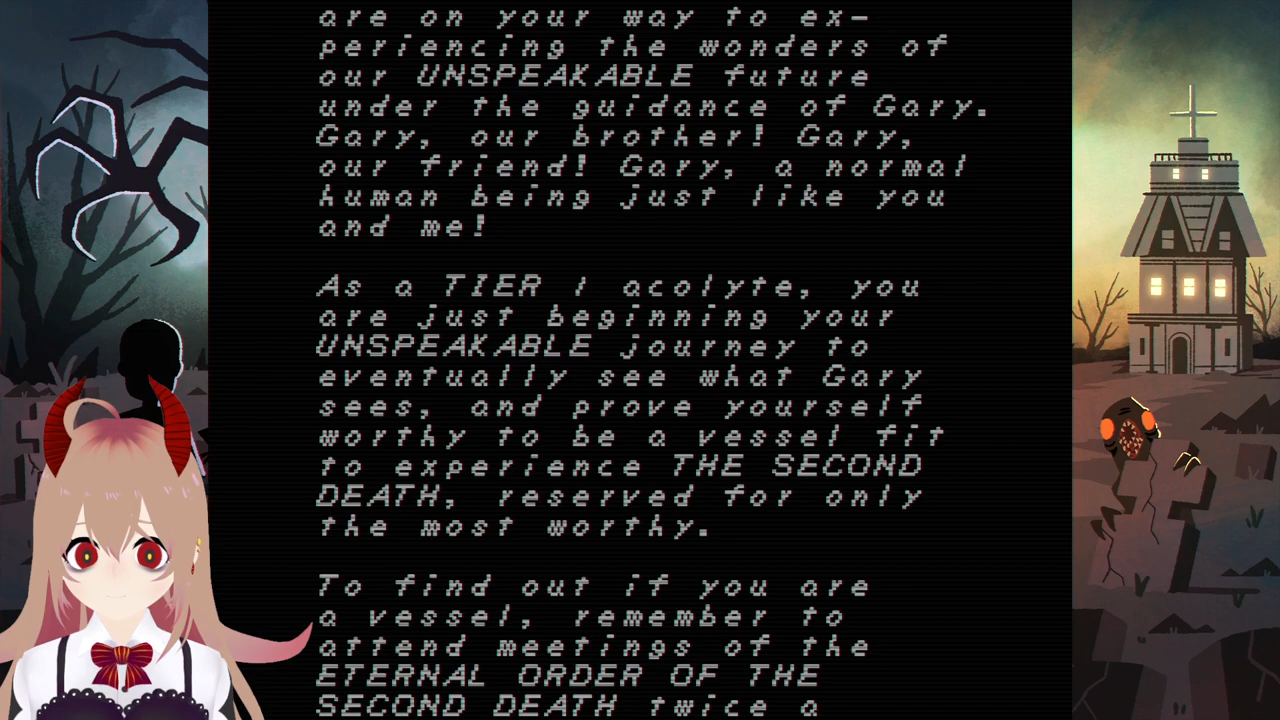 are on your way to ex-
periencing the wonders of
our UNSPEAKABLE future
under the guidance of Gary.
Gary, our brother! Gary,
our friend! Gary, a normal
human being just like you
and me!
As a TIER 1 acolyte, you
are just beginning your
UNSPEAKABLE journey to
eventually see what Gary
sees, and prove yourself
worthy to be a vessel fit
to experience THE SECOND
DEATH, reserved for only
the most worthy.
To find out if you are
a vessel, remember to
attend meetings of the
ETERNAL ORDER OF THE
SECOND DEATH twice a